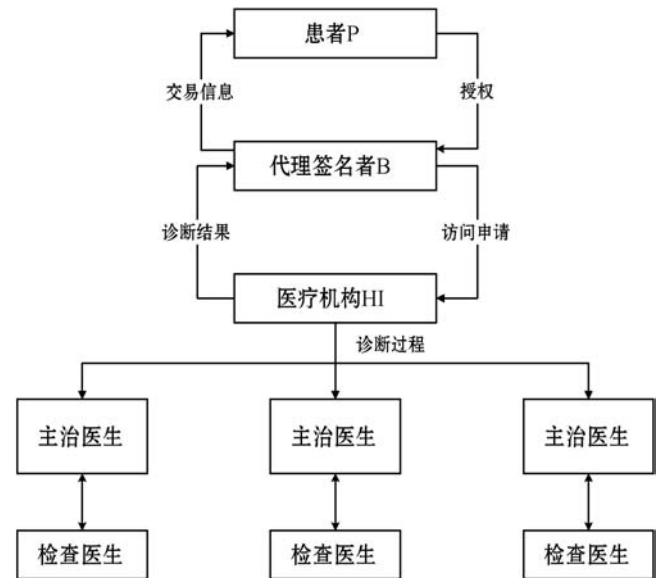 患者P
交易信息
授权
代理签名者B
诊断结果
访问申请
医疗机构HI
诊断过程
主治医生
主治医生
主治医生
检查医生
检查医生
检查医生